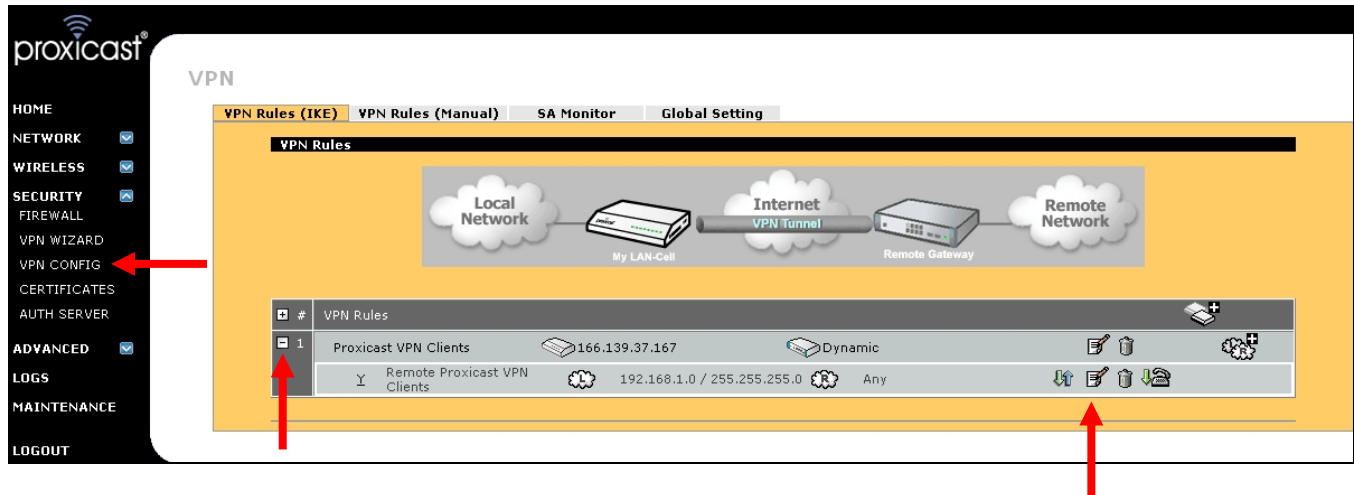 proxicast®
VPN
HOME
NETWORK
WIRELESS
SECURITY
FIREWALL
VPN WIZARD
VPN CONFIG
CERTIFICATES
AUTH SERVER
ADVANCED
LOGS
MAINTENANCE
LOGOUT
VPN Rules (IKE) VPN Rules (Manual) SA Monitor Global Setting
VPN Rules
Local
Network
My LAN-Cell
Internet
VPN Tunnel
Remote Gateway
Remote
Network
# VPN Rules
1 Proxicast VPN Clients 166.139.37.167 Dynamic
R
Y Remote Proxicast VPN
Clients L 192.168.1.0 / 255.255.255.0 R Any